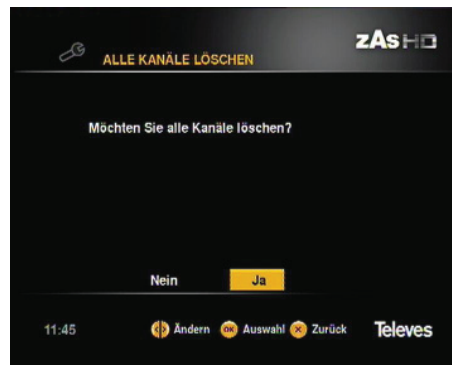 zAs HD
ALLE KANÄLE LÖSCHEN
Möchten Sie alle Kanäle löschen?
Nein Ja
11:45 Ändern OK Auswahl Zurück Televes